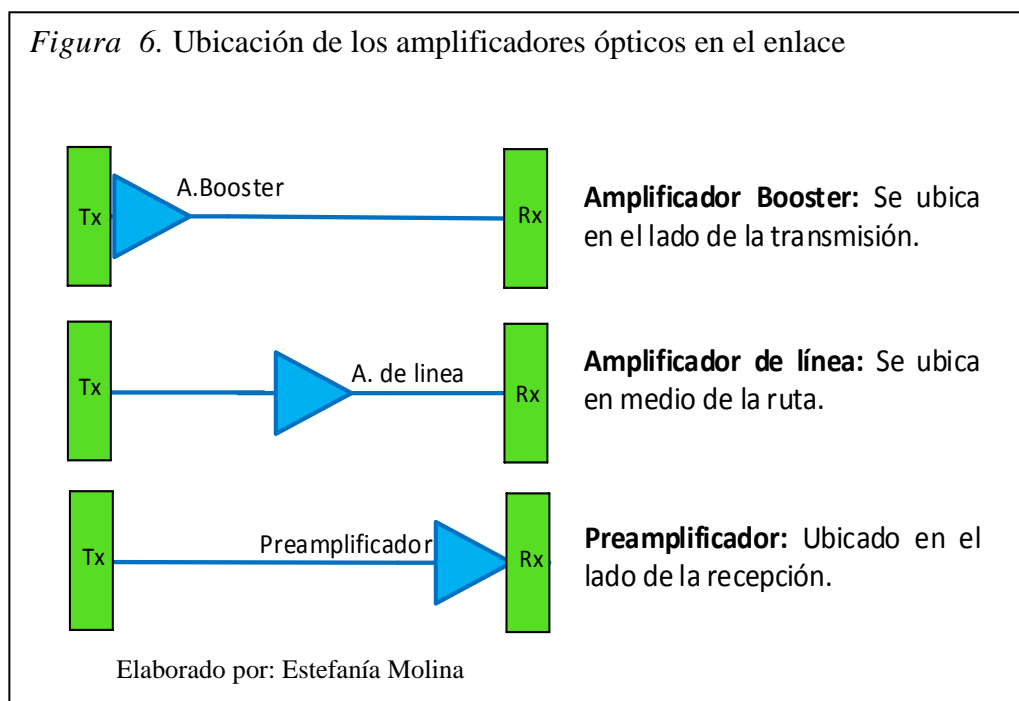 Figura 6. Ubicación de los amplificadores ópticos en el enlace
Tx
A.Booster
Rx
Amplificador Booster: Se ubica
en el lado de la transmisión.
Tx
A. de linea
Rx
Amplificador de línea: Se ubica
en medio de la ruta.
Tx
Preamplificador
Rx
Preamplificador: Ubicado en el
lado de la recepción.
Elaborado por: Estefanía Molina